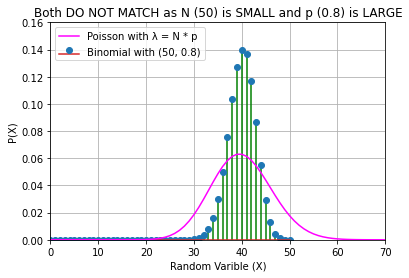 Both DO NOT MATCH as N (50) is SMALL and p (0.8) is LARGE
Poisson with λ = N * p
Binomial with (50, 0.8)
P(X)
0.16
0.14
0.12
0.10
0.08
0.06
0.04
0.02
0.00
0 10 20 30 40 50 60 70
Random Varible (X)